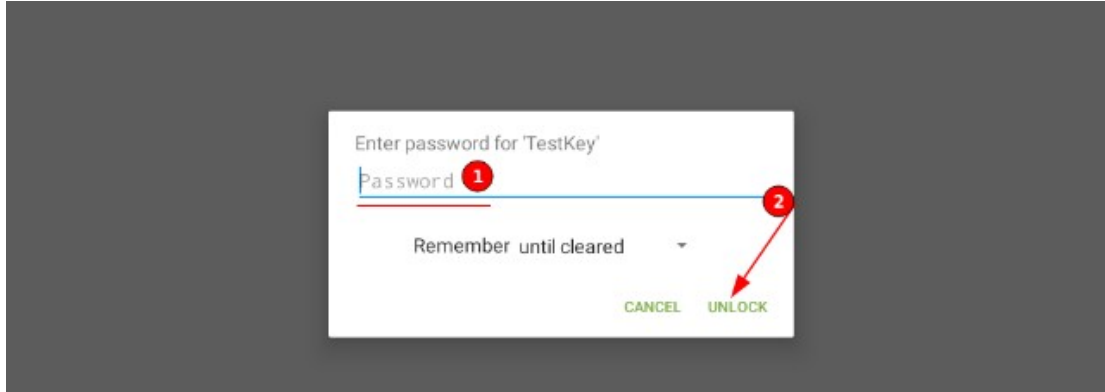 Enter password for 'TestKey'
Password 1
2
Remember until cleared
CANCEL UNLOCK